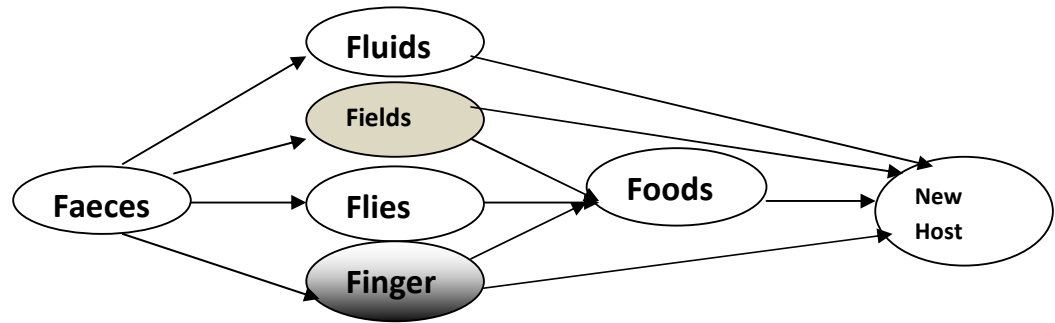 Fluids
Fields
Faeces
Flies
Foods
New
Host
Finger